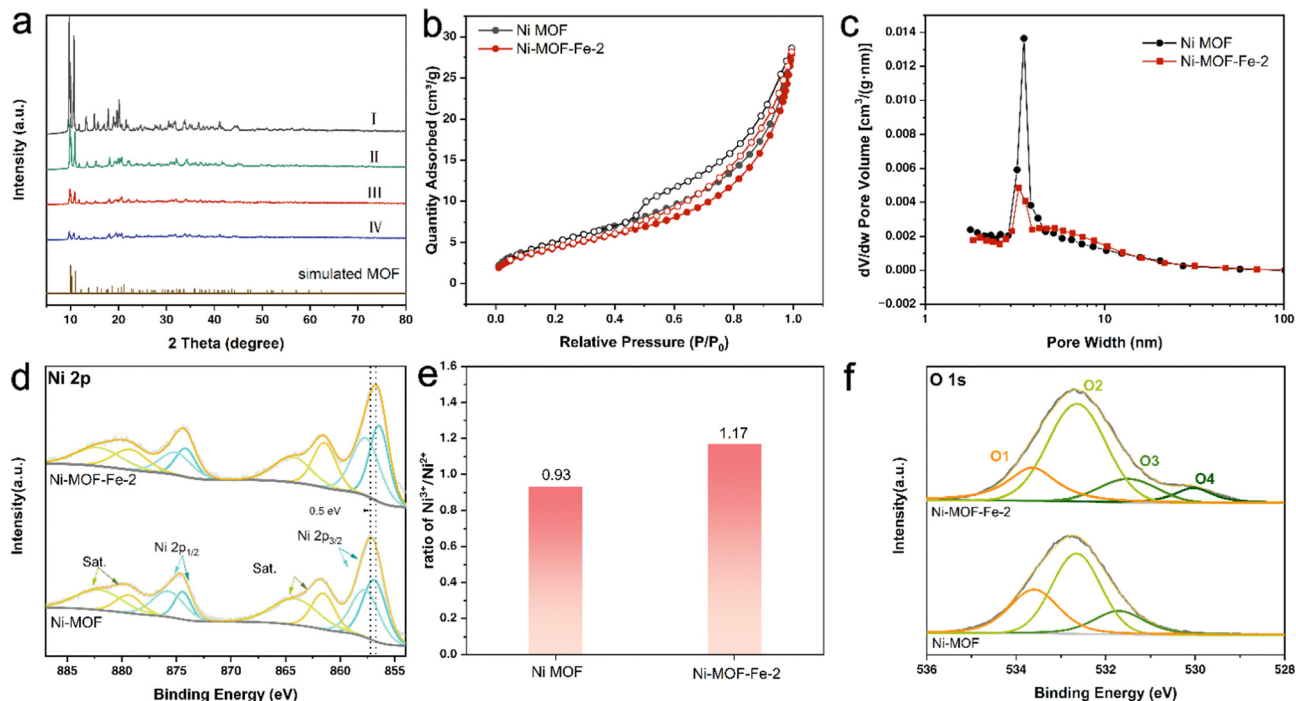 a
Intensity (a.u.)
I
II
III
IV
simulated MOF
10 20 30 40 50 60 70 80
2 Theta (degree)
b
Ni MOF
Ni-MOF-Fe-2
Quantity Adsorbed (cm³/g)
30
25
20
15
10
5
0
0.0 0.2 0.4 0.6 0.8 1.0
Relative Pressure (P/P₀)
c
Ni MOF
Ni-MOF-Fe-2
dV/dw Pore Volume [cm³/(g·nm)]
0.014
0.012
0.010
0.008
0.006
0.004
0.002
0.000
−0.002
1 10 100
Pore Width (nm)
d
Ni 2p
Intensity(a.u.)
Ni-MOF-Fe-2
0.5 eV
Ni 2p₃/₂
Ni 2p₁/₂
Sat.
Sat.
Ni-MOF
885 880 875 870 865 860 855
Binding Energy (eV)
e
ratio of Ni³⁺/Ni²⁺
1.6
1.4
1.2
1.0
0.8
0.6
0.4
0.2
0.0
0.93
1.17
Ni MOF
Ni-MOF-Fe-2
f
O 1s
Intensity(a.u.)
O1
O2
O3
O4
Ni-MOF-Fe-2
Ni-MOF
536 534 532 530 528
Binding Energy (eV)